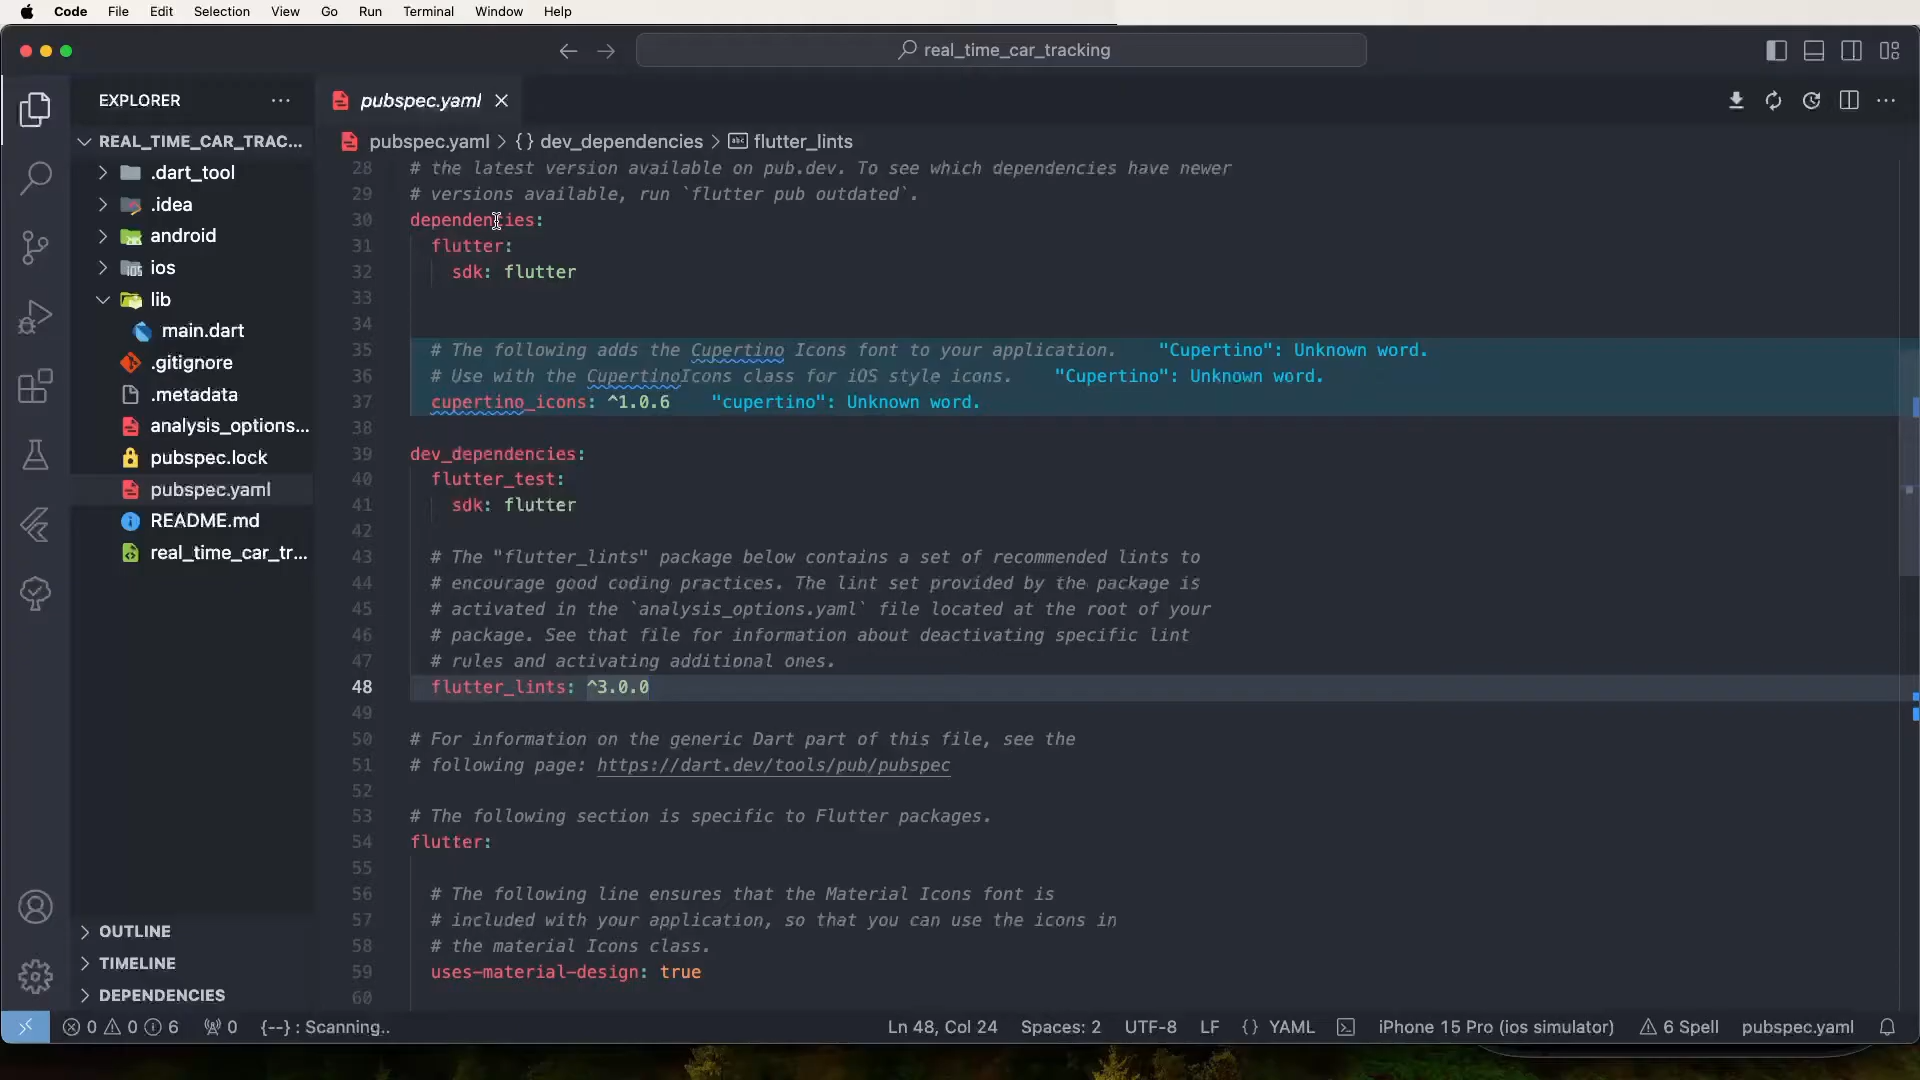 Code File Edit Selection View Go Run Terminal Window Help
real_time_car_tracking
EXPLORER
pubspec.yaml
REAL_TIME_CAR_TRAC...
pubspec.yaml > {} dev_dependencies > abc flutter_lints
.dart_tool
.idea
android
ios
lib
main.dart
.gitignore
.metadata
analysis_options...
pubspec.lock
pubspec.yaml
README.md
real_time_car_tr...
OUTLINE
TIMELINE
DEPENDENCIES
28 # the latest version available on pub.dev. To see which dependencies have newer
29 # versions available, run `flutter pub outdated`.
30 dependencies:
31 flutter:
32 sdk: flutter
33
34
35 # The following adds the Cupertino Icons font to your application. "Cupertino": Unknown word.
36 # Use with the CupertinoIcons class for iOS style icons. "Cupertino": Unknown word.
37 cupertino_icons: ^1.0.6 "cupertino": Unknown word.
38
39 dev_dependencies:
40 flutter_test:
41 sdk: flutter
42
43 # The "flutter_lints" package below contains a set of recommended lints to
44 # encourage good coding practices. The lint set provided by the package is
45 # activated in the `analysis_options.yaml` file located at the root of your
46 # package. See that file for information about deactivating specific lint
47 # rules and activating additional ones.
48 flutter_lints: ^3.0.0
49
50 # For information on the generic Dart part of this file, see the
51 # following page: https://dart.dev/tools/pub/pubspec
52
53 # The following section is specific to Flutter packages.
54 flutter:
55
56 # The following line ensures that the Material Icons font is
57 # included with your application, so that you can use the icons in
58 # the material Icons class.
59 uses-material-design: true
60
0 0 6 0 {--} : Scanning.. Ln 48, Col 24 Spaces: 2 UTF-8 LF {} YAML iPhone 15 Pro (ios simulator) 6 Spell pubspec.yaml